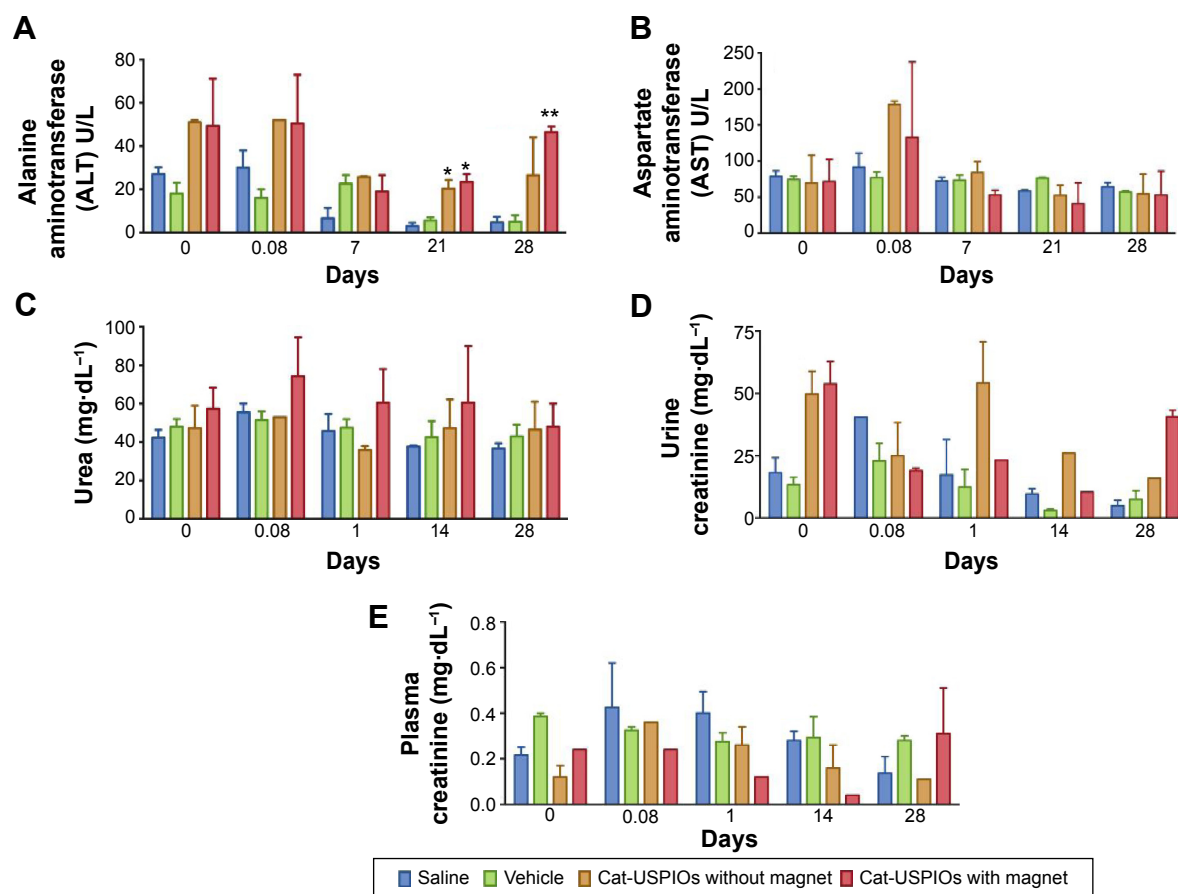 A
Alanine
aminotransferase
(ALT) U/L
80
60
40
20
0
* * **
0 0.08 7 21 28
Days
B
Aspartate
aminotransferase
(AST) U/L
250
200
150
100
50
0
0 0.08 7 21 28
Days
C
Urea (mg·dL⁻¹)
100
80
60
40
20
0
0 0.08 1 14 28
Days
D
Urine
creatinine (mg·dL⁻¹)
75
50
25
0
0 0.08 1 14 28
Days
E
Plasma
creatinine (mg·dL⁻¹)
0.8
0.6
0.4
0.2
0.0
0 0.08 1 14 28
Days
Saline Vehicle Cat-USPIOs without magnet Cat-USPIOs with magnet